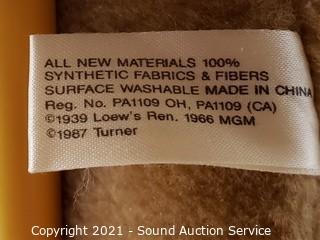 ALL NEW MATERIALS 100%
SYNTHETIC FABRICS & FIBERS
SURFACE WASHABLE MADE IN CHINA
Reg. No. PA1109 OH, PA1109 (CA)
©1939 Loew's Ren. 1966 MGM
©1987 Turner
Copyright 2021 - Sound Auction Service